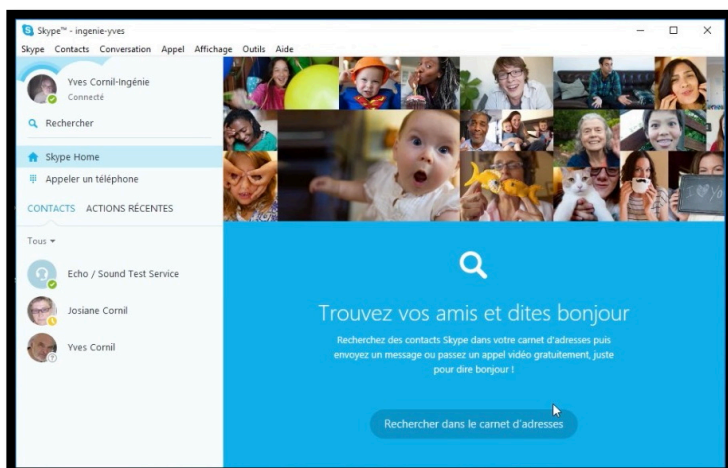 Skype™ - ingenie-yves
Skype Contacts Conversation Appel Affichage Outils Aide
Yves Cornil-Ingénie
Connecté
Rechercher
Skype Home
Appeler un téléphone
CONTACTS ACTIONS RÉCENTES
Tous
Echo / Sound Test Service
Josiane Cornil
Yves Cornil
I ♥ YO
Trouvez vos amis et dites bonjour
Recherchez des contacts Skype dans votre carnet d'adresses puis
envoyez un message ou passez un appel vidéo gratuitement, juste
pour dire bonjour !
Rechercher dans le carnet d'adresses